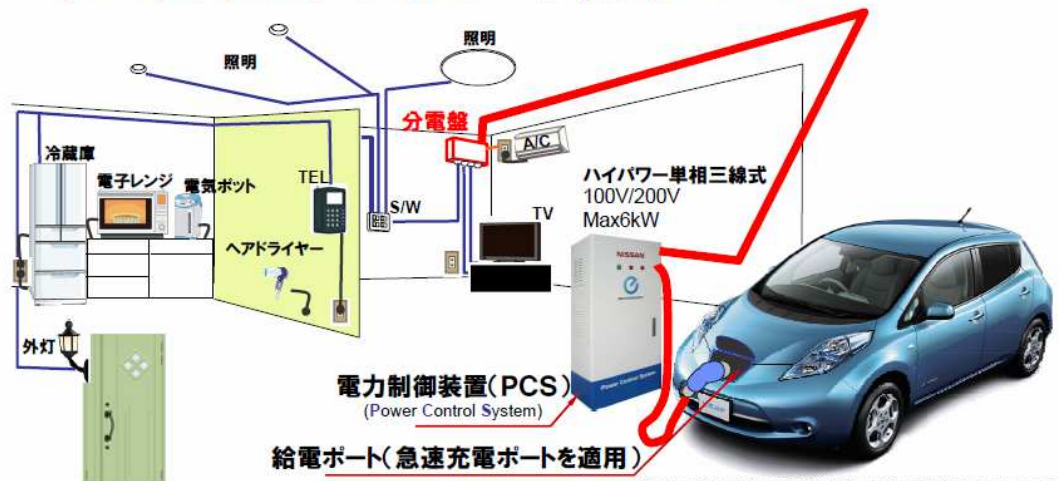 照明
照明
分電盤
A/C
冷蔵庫
電子レンジ
電気ポット
TEL
S/W
TV
ハイパワー単相三線式
100V/200V
Max6kW
ヘアドライヤー
NISSAN
外灯
Power Control System
電力制御装置(PCS)
(Power Control System)
給電ポート(急速充電ポートを適用)